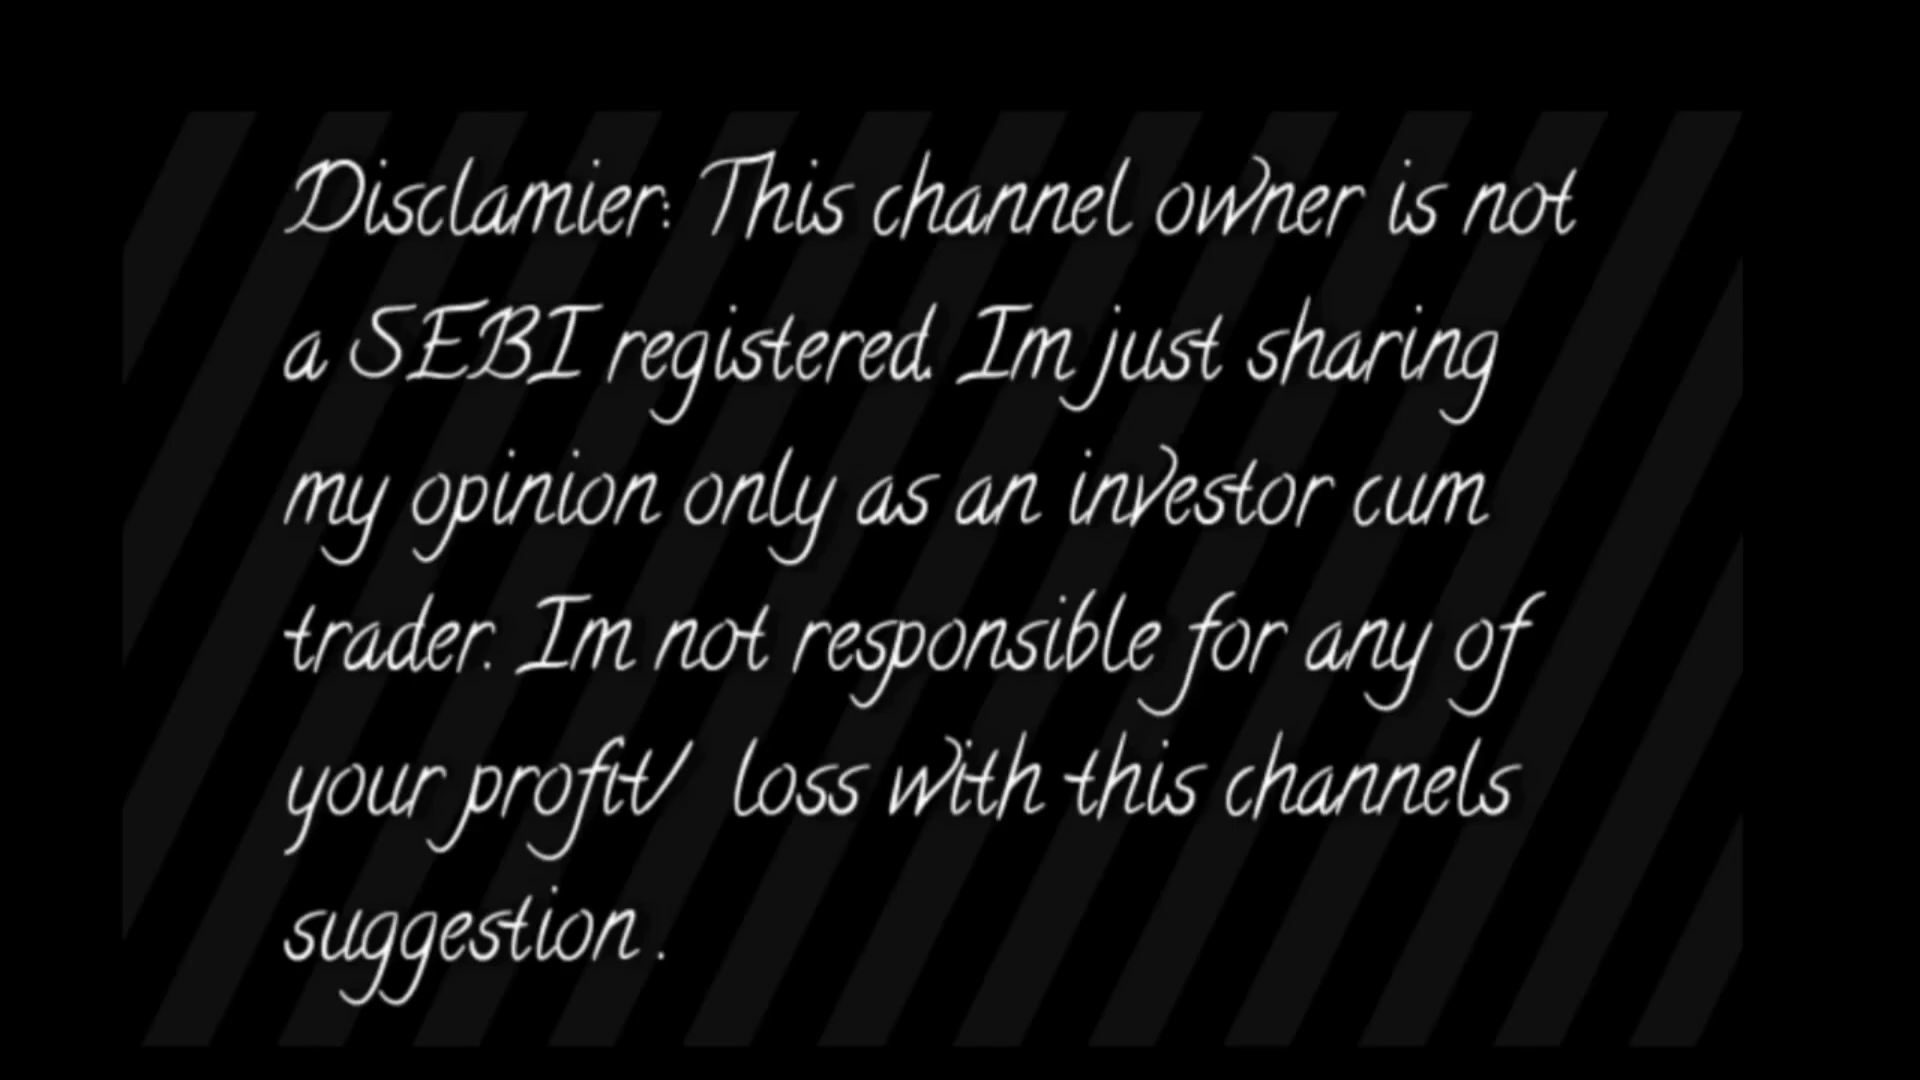 Disclamier: This channel owner is not
a SEBI registered. Im just sharing
my opinion only as an investor cum
trader. Im not responsible for any of
your profit/ loss with this channels
suggestion .